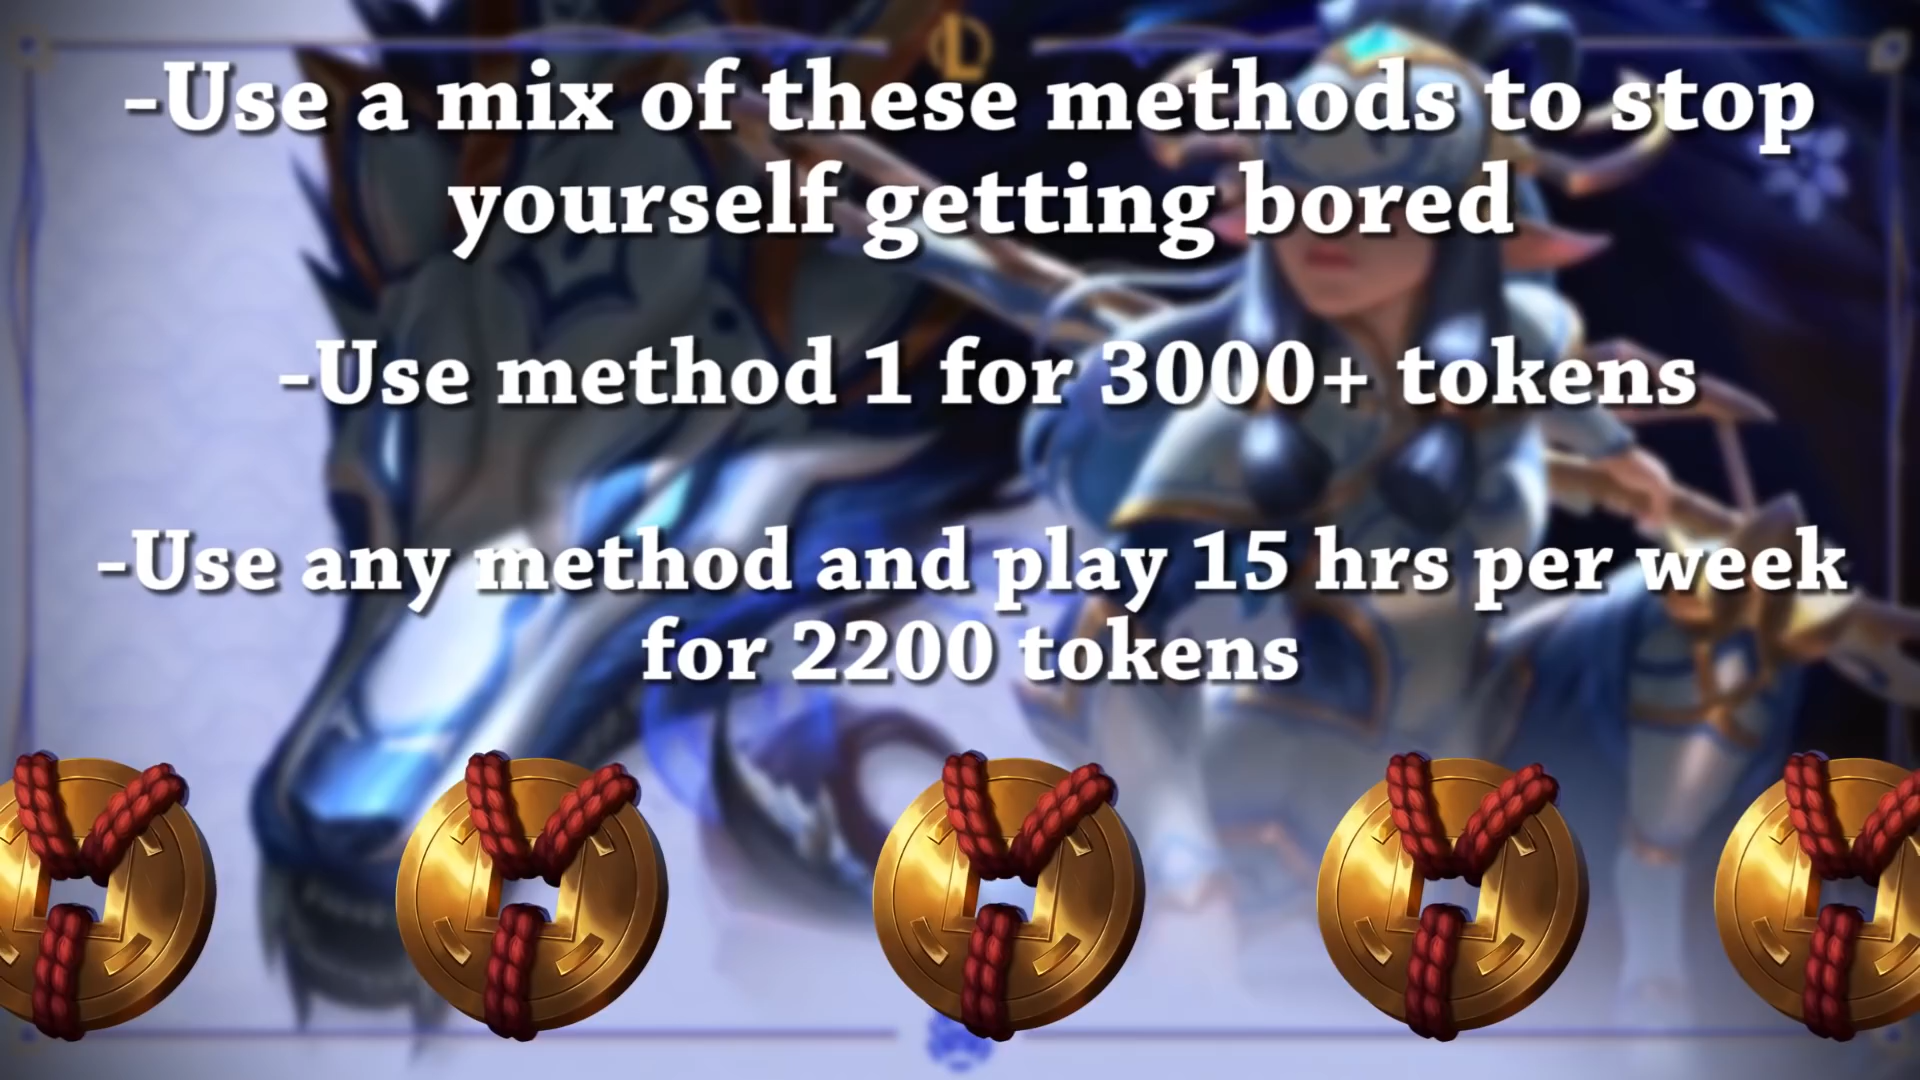 -Use a mix of these methods to stop
yourself getting bored
-Use method 1 for 3000+ tokens
-Use any method and play 15 hrs per week
for 2200 tokens